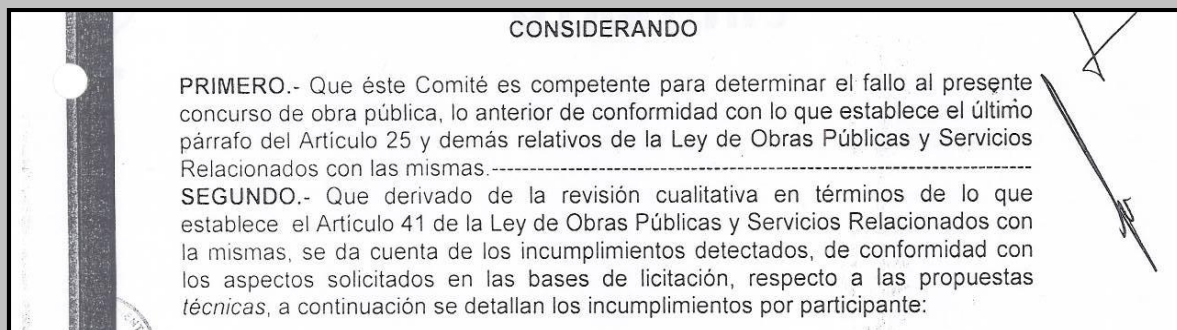 CONSIDERANDO
PRIMERO.- Que éste Comité es competente para determinar el fallo al presente
concurso de obra pública, lo anterior de conformidad con lo que establece el último
párrafo del Artículo 25 y demás relativos de la Ley de Obras Públicas y Servicios
Relacionados con las mismas.-----------------------------------------------------------------------
SEGUNDO.- Que derivado de la revisión cualitativa en términos de lo que
establece el Artículo 41 de la Ley de Obras Públicas y Servicios Relacionados con
la mismas, se da cuenta de los incumplimientos detectados, de conformidad con
los aspectos solicitados en las bases de licitación, respecto a las propuestas
técnicas, a continuación se detallan los incumplimientos por participante: